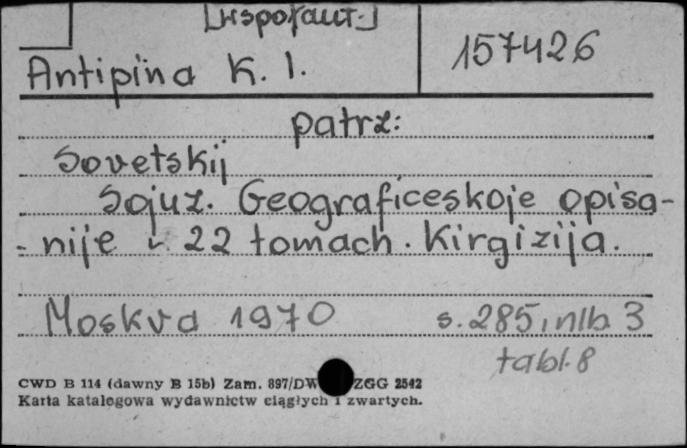 [współaut.]
Antipina K. I.
157426
patrz:
Sovetskij
Sojuz. Geograficeskoje opisa-
nije v 22 tomach. Kirgizija.
Moskva 1970
s. 285, nlb 3
tabl. 8
CWD B 114 (dawny B 15b) Zam. 897/DW ZGG 2542
Karta katalogowa wydawnictw ciągłych i zwartych.